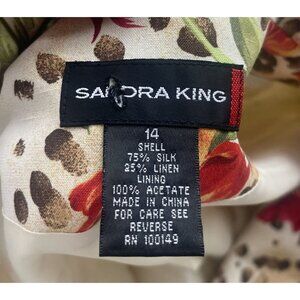 SANDRA KING
14
SHELL
75% SILK
25% LINEN
LINING
100% ACETATE
MADE IN CHINA
FOR CARE SEE
REVERSE
RN 100149